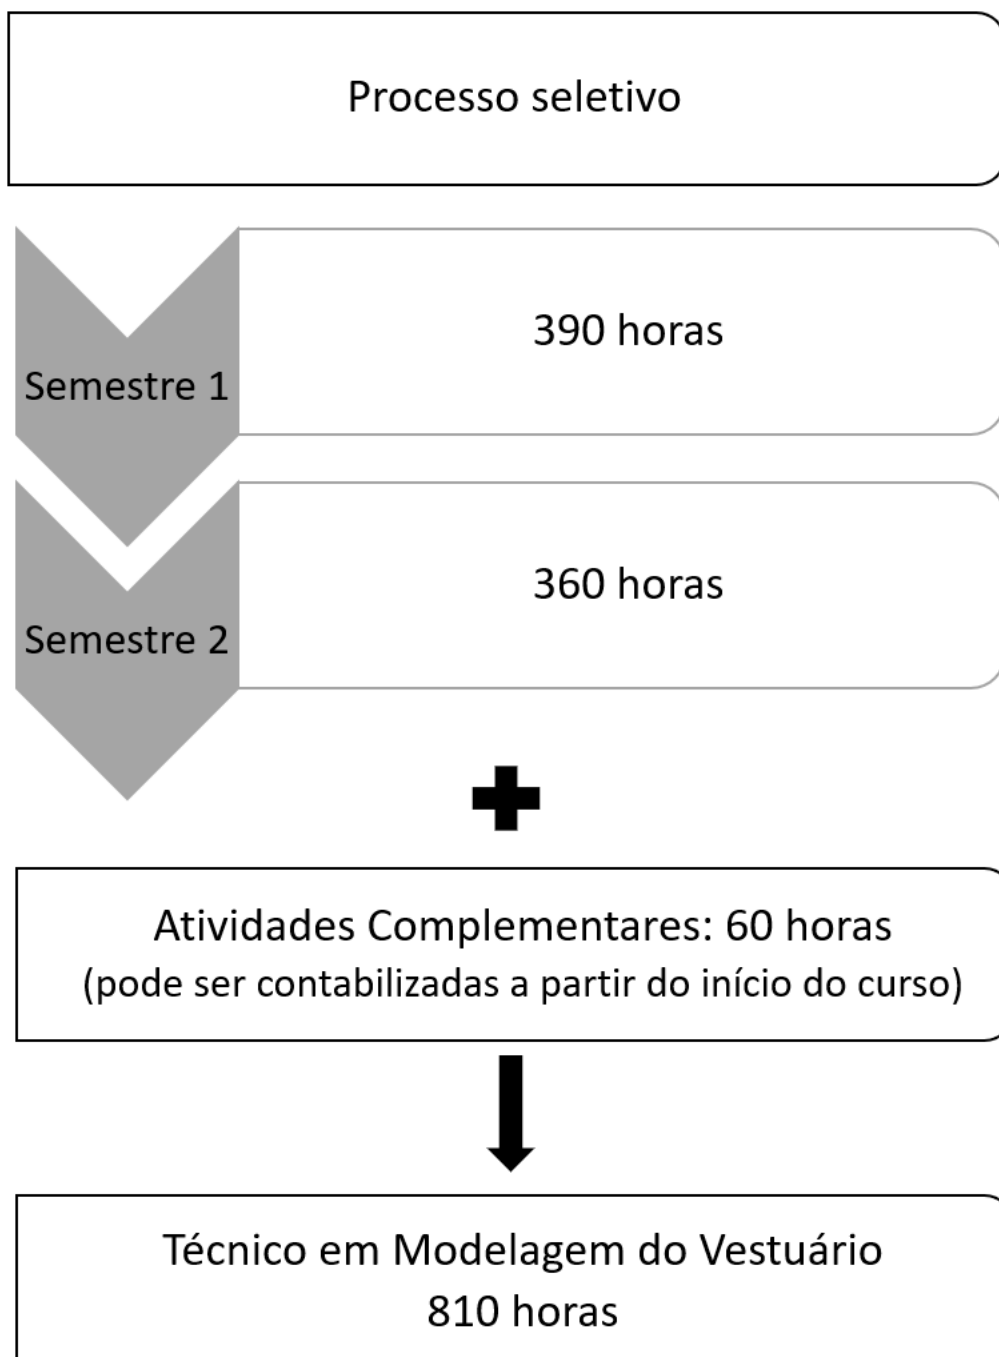 Processo seletivo
390 horas
Semestre 1
360 horas
Semestre 2
Atividades Complementares: 60 horas
(pode ser contabilizadas a partir do início do curso)
Técnico em Modelagem do Vestuário
810 horas